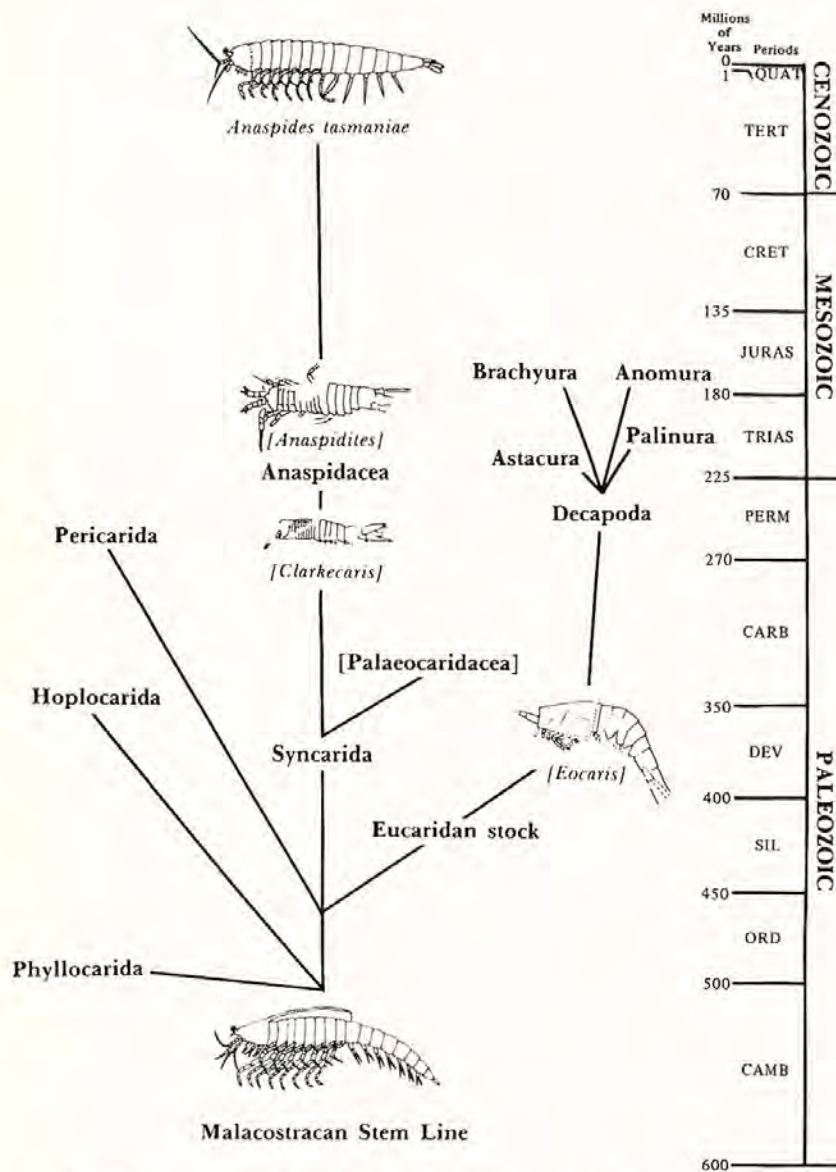 Millions
of
Years Periods
0
1 QUAT
CENOZOIC
Anaspides tasmaniae
TERT
70
CRET
MESOZOIC
135
JURAS
Brachyura Anomura
180
[Anaspidites]
Palinura
TRIAS
Astacura
Anaspidacea
225
Decapoda
PERM
Pericarida
270
[Clarkecaris]
CARB
[Palaeocaridacea]
Hoplocarida
350
Syncarida
DEV
PALEOZOIC
[Eocaris]
400
Eucaridan stock
SIL
450
ORD
Phyllocarida
500
CAMB
Malacostracan Stem Line
600